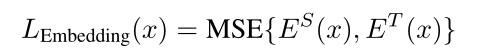 L_Embedding(x) = MSE{E^S(x), E^T(x)}